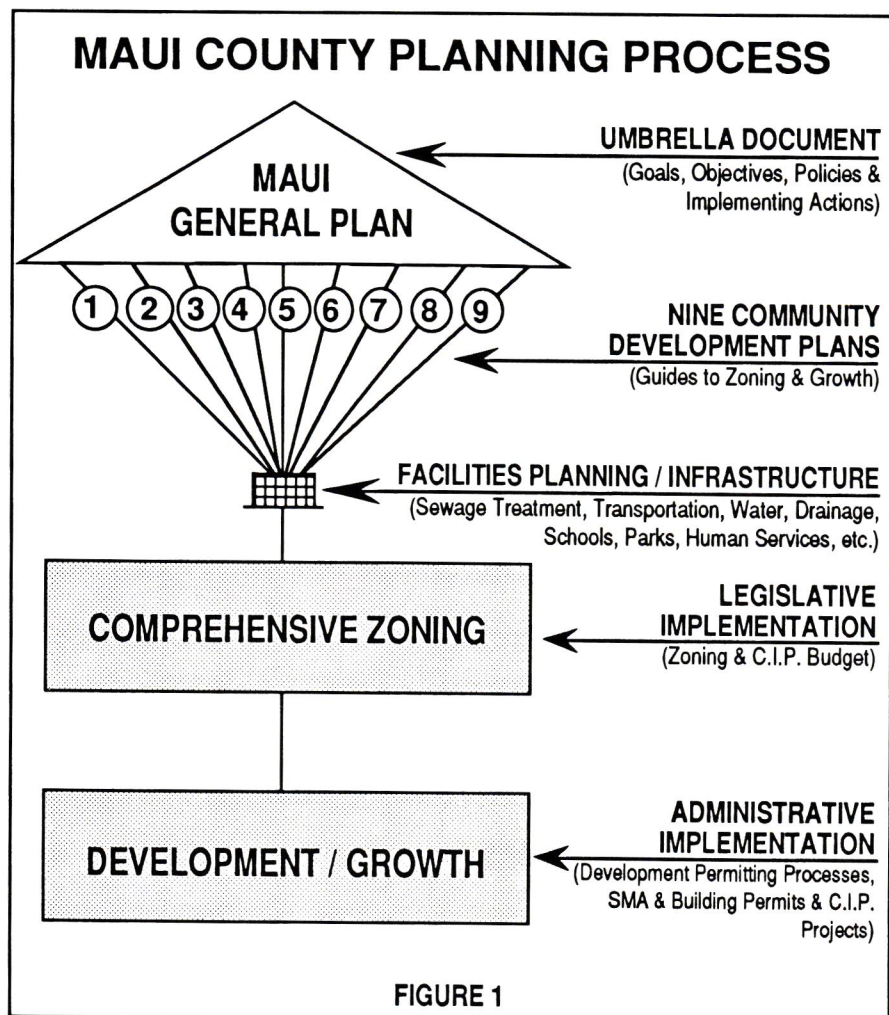 MAUI COUNTY PLANNING PROCESS
MAUI
GENERAL PLAN
UMBRELLA DOCUMENT
(Goals, Objectives, Policies &
Implementing Actions)
1 2 3 4 5 6 7 8 9
NINE COMMUNITY
DEVELOPMENT PLANS
(Guides to Zoning & Growth)
FACILITIES PLANNING / INFRASTRUCTURE
(Sewage Treatment, Transportation, Water, Drainage,
Schools, Parks, Human Services, etc.)
COMPREHENSIVE ZONING
LEGISLATIVE
IMPLEMENTATION
(Zoning & C.I.P. Budget)
DEVELOPMENT / GROWTH
ADMINISTRATIVE
IMPLEMENTATION
(Development Permitting Processes,
SMA & Building Permits & C.I.P.
Projects)
FIGURE 1